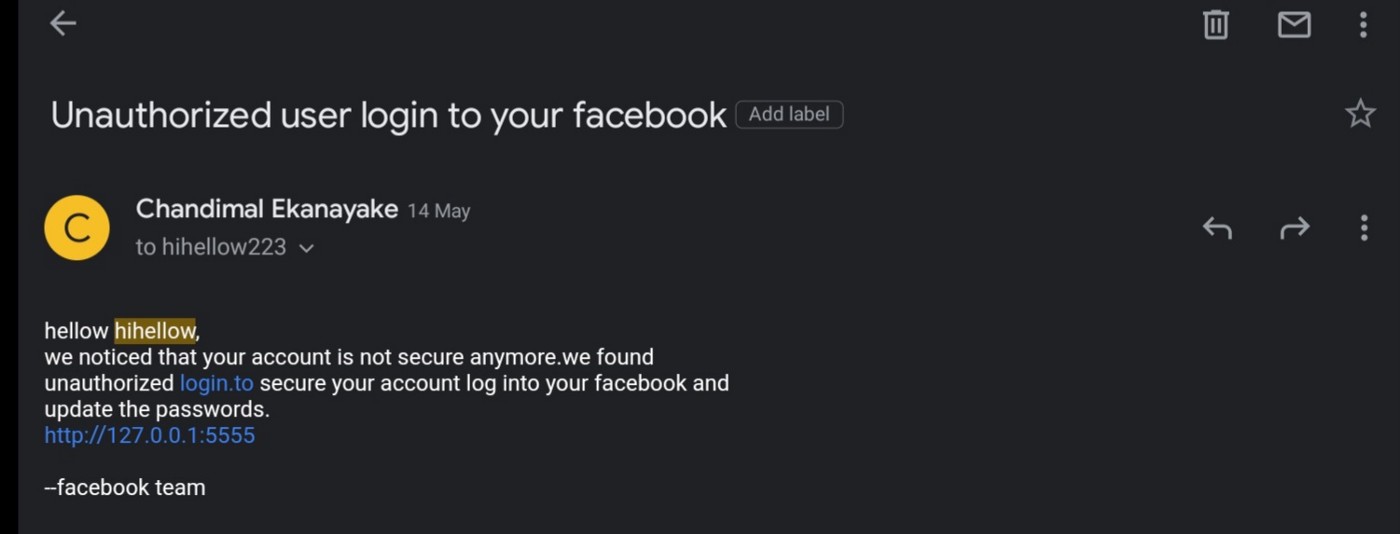 Unauthorized user login to your facebook Add label
C
Chandimal Ekanayake 14 May
to hihellow223
hellow hihellow,
we noticed that your account is not secure anymore.we found
unauthorized login.to secure your account log into your facebook and
update the passwords.
http://127.0.0.1:5555
--facebook team